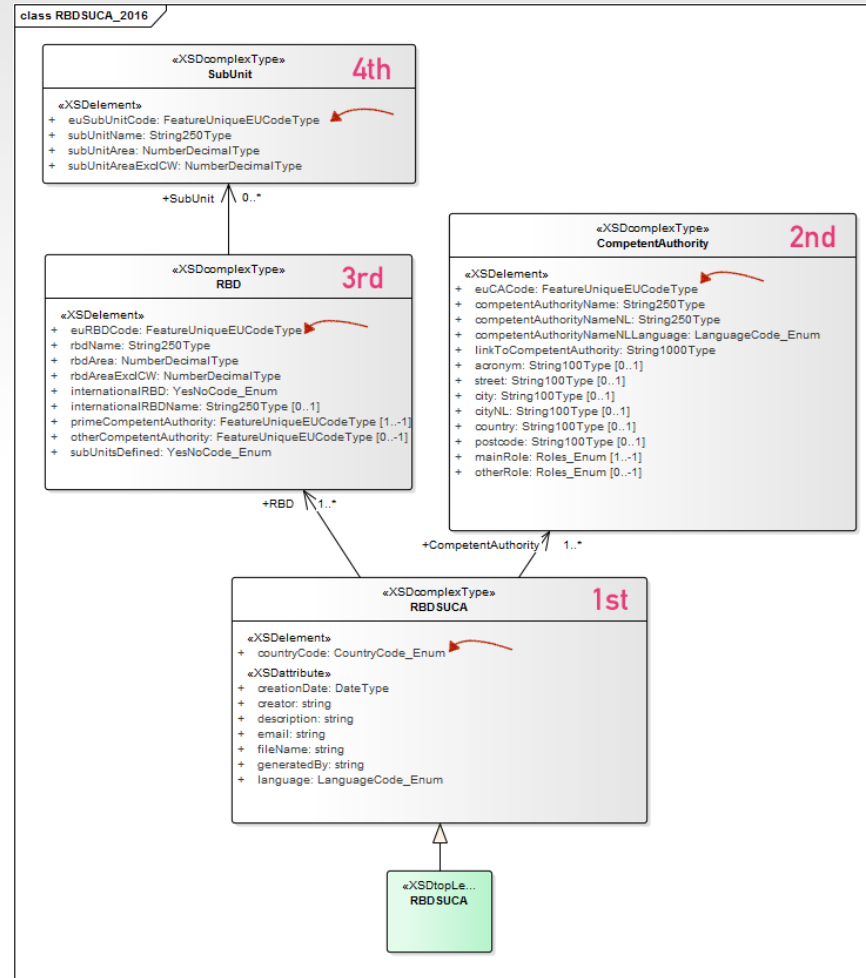 class RBDSUCA_2016
«XSDcomplexType»
SubUnit
4th
«XSDelement»
+ euSubUnitCode: FeatureUniqueEUCodeType
+ subUnitName: String250Type
+ subUnitArea: NumberDecimalType
+ subUnitAreaExclCW: NumberDecimalType
+SubUnit 0..*
«XSDcomplexType»
RBD
3rd
«XSDelement»
+ euRBDCode: FeatureUniqueEUCodeType
+ rbdName: String250Type
+ rbdArea: NumberDecimalType
+ rbdAreaExclCW: NumberDecimalType
+ internationalRBD: YesNoCode_Enum
+ internationalRBDName: String250Type [0..1]
+ primeCompetentAuthority: FeatureUniqueEUCodeType [1..-1]
+ otherCompetentAuthority: FeatureUniqueEUCodeType [0..-1]
+ subUnitsDefined: YesNoCode_Enum
+RBD 1..*
«XSDcomplexType»
CompetentAuthority
2nd
«XSDelement»
+ euCACode: FeatureUniqueEUCodeType
+ competentAuthorityName: String250Type
+ competentAuthorityNameNL: String250Type
+ competentAuthorityNameNLLanguage: LanguageCode_Enum
+ linkToCompetentAuthority: String1000Type
+ acronym: String100Type [0..1]
+ street: String100Type [0..1]
+ city: String100Type [0..1]
+ cityNL: String100Type [0..1]
+ country: String100Type [0..1]
+ postcode: String100Type [0..1]
+ mainRole: Roles_Enum [1..-1]
+ otherRole: Roles_Enum [0..-1]
+CompetentAuthority 1..*
«XSDcomplexType»
RBDSUCA
1st
«XSDelement»
+ countryCode: CountryCode_Enum
«XSDattribute»
+ creationDate: DateType
+ creator: string
+ description: string
+ email: string
+ fileName: string
+ generatedBy: string
+ language: LanguageCode_Enum
«XSDtopLe...
RBDSUCA